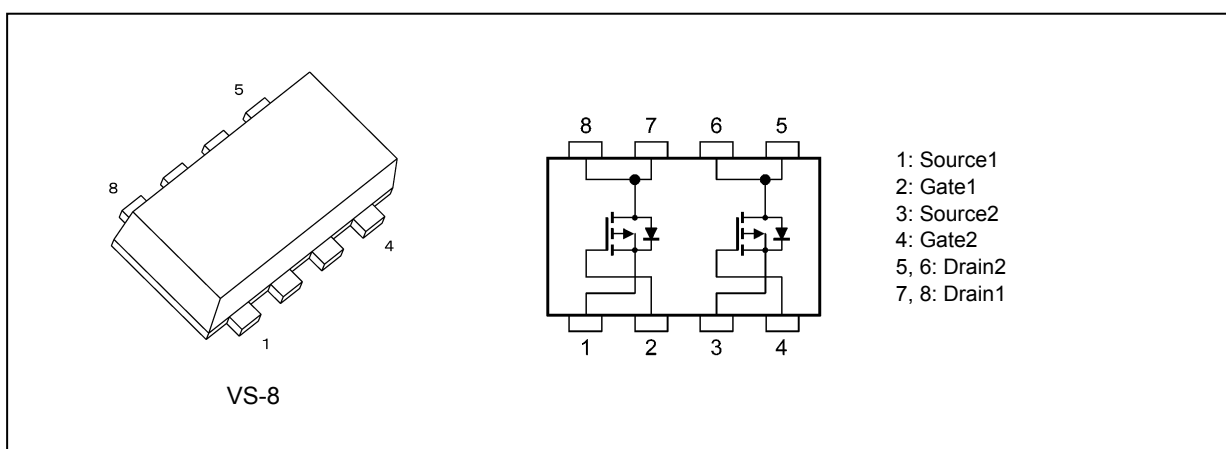 5
8
4
1
VS-8
8 7 6 5
1 2 3 4
1: Source1
2: Gate1
3: Source2
4: Gate2
5, 6: Drain2
7, 8: Drain1